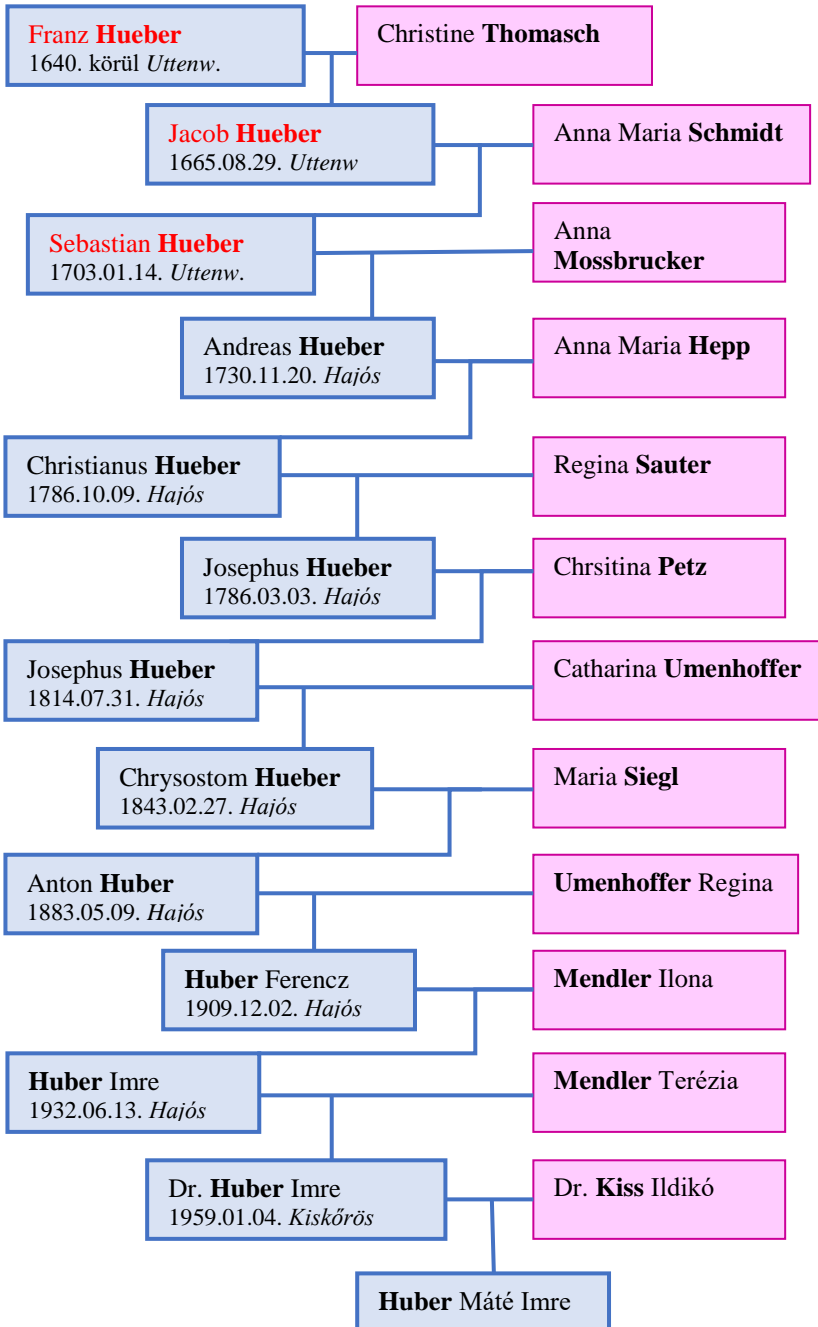 Franz Hueber
1640. körül Uttenw.
Christine Thomasch
Jacob Hueber
1665.08.29. Uttenw
Anna Maria Schmidt
Sebastian Hueber
1703.01.14. Uttenw.
Anna
Mossbrucker
Andreas Hueber
1730.11.20. Hajós
Anna Maria Hepp
Christianus Hueber
1786.10.09. Hajós
Regina Sauter
Josephus Hueber
1786.03.03. Hajós
Chrsitina Petz
Josephus Hueber
1814.07.31. Hajós
Catharina Umenhoffer
Chrysostom Hueber
1843.02.27. Hajós
Maria Siegl
Anton Huber
1883.05.09. Hajós
Umenhoffer Regina
Huber Ferencz
1909.12.02. Hajós
Mendler Ilona
Huber Imre
1932.06.13. Hajós
Mendler Terézia
Dr. Huber Imre
1959.01.04. Kiskőrös
Dr. Kiss Ildikó
Huber Máté Imre